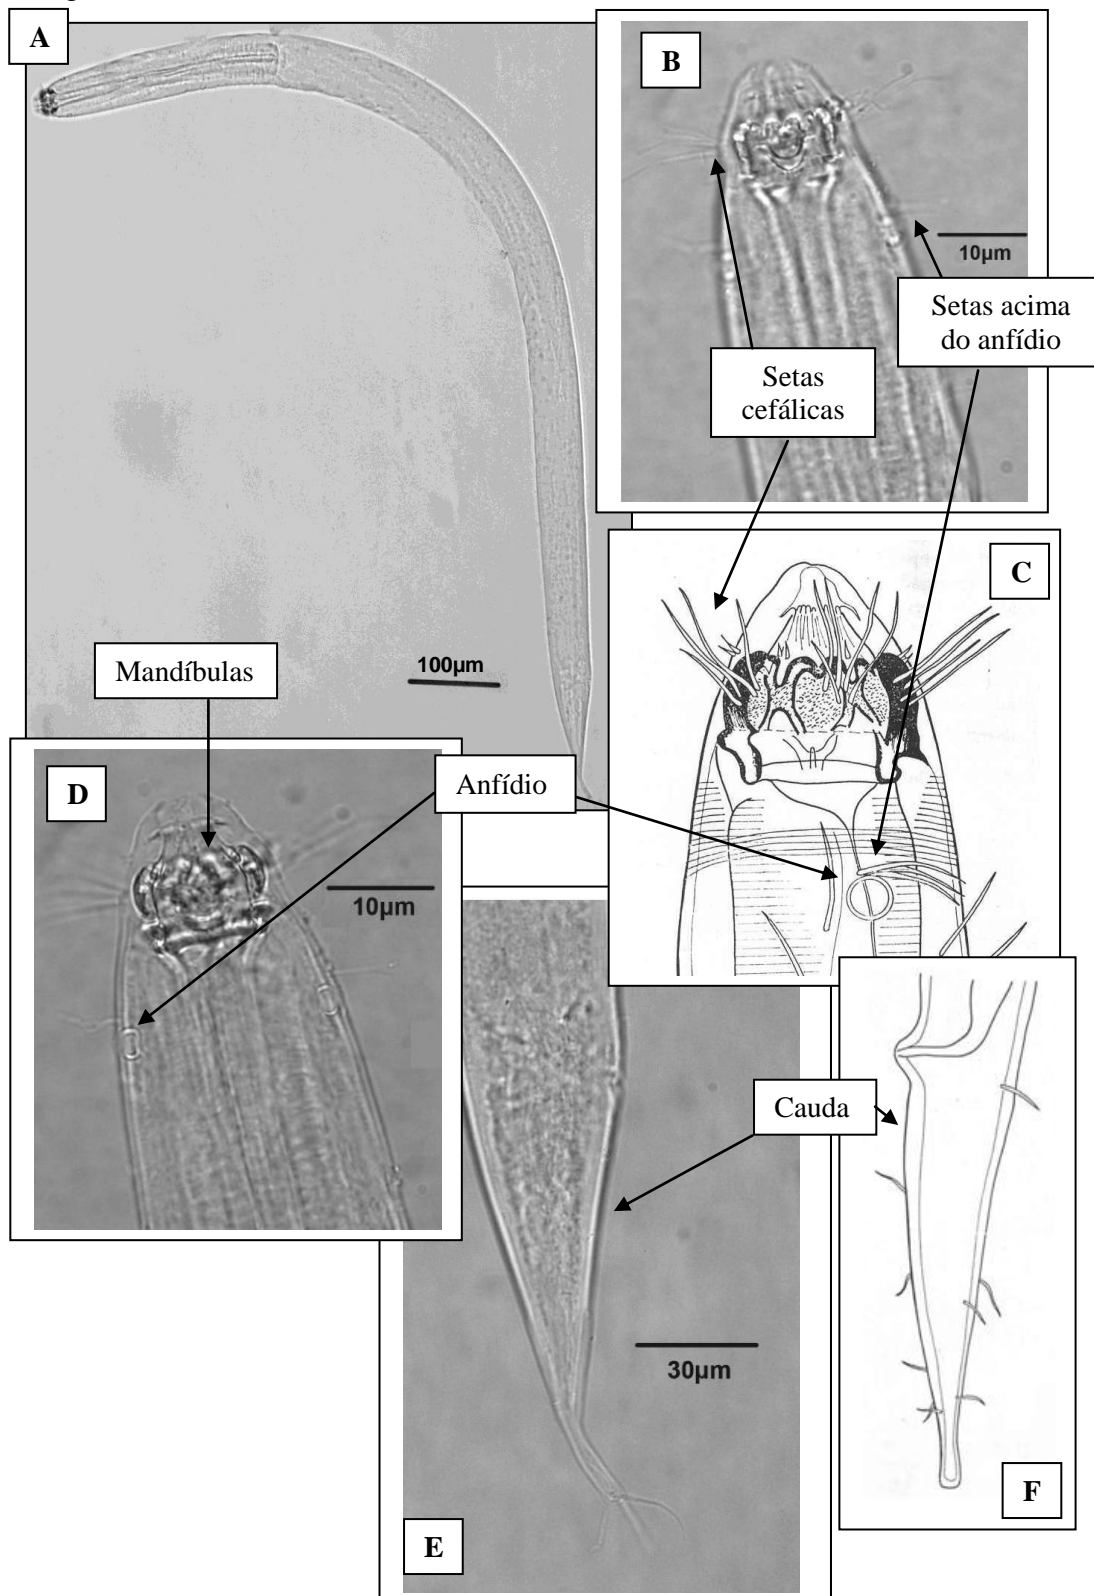 A
B
10µm
Setas acima
do anfídio
Setas
cefálicas
C
100µm
Mandíbulas
D
Anfídio
10µm
Cauda
30µm
E
F